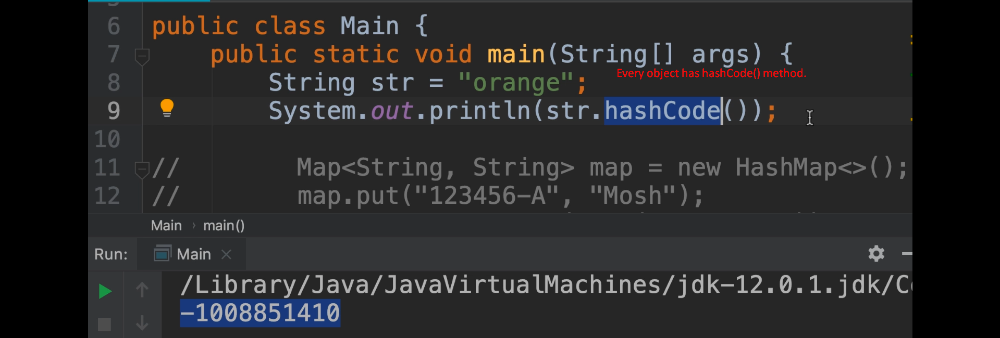 6 public class Main {
7 public static void main(String[] args) {
Every object has hashCode() method.
8 String str = "orange";
9 System.out.println(str.hashCode());
10
11 // Map<String, String> map = new HashMap<>();
12 // map.put("123456-A", "Mosh");
Main › main()
Run: Main ×
/Library/Java/JavaVirtualMachines/jdk-12.0.1.jdk/C
-1008851410